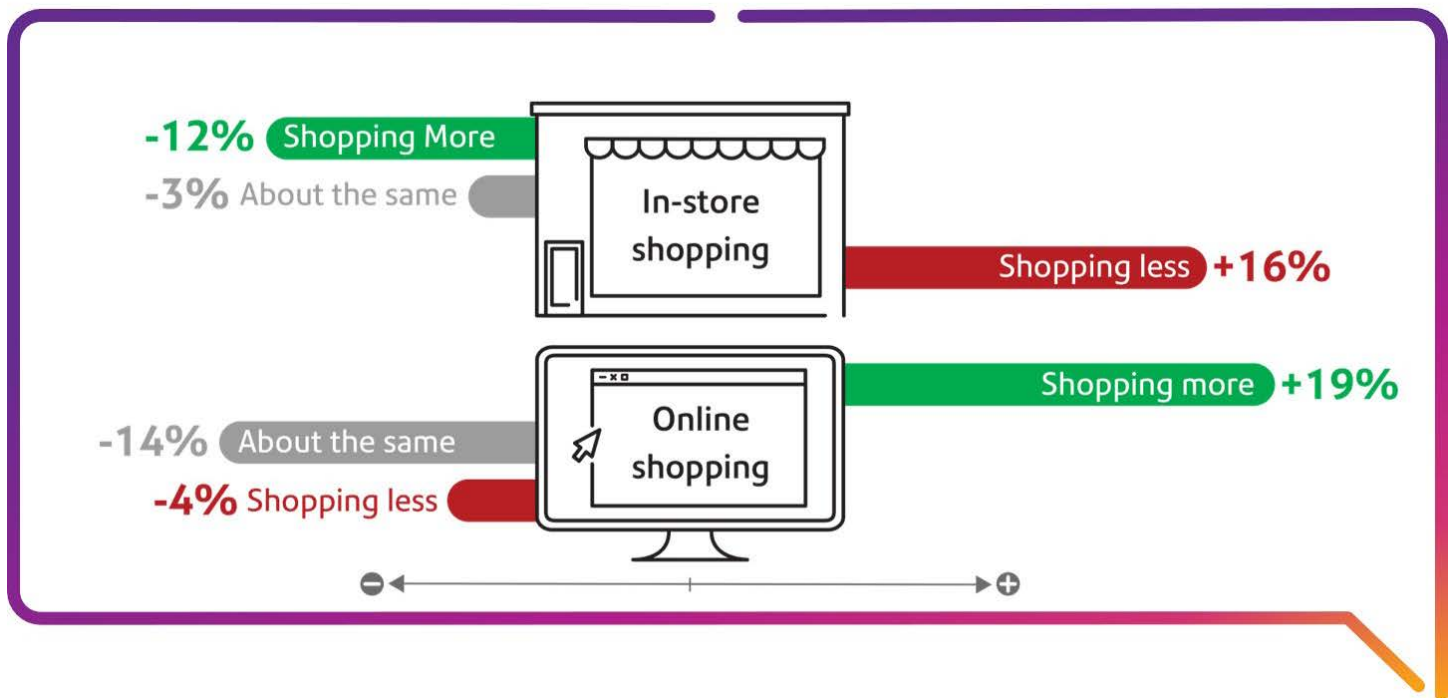 -12% Shopping More
-3% About the same
In-store
shopping
Shopping less +16%
Shopping more +19%
Online
shopping
-14% About the same
-4% Shopping less